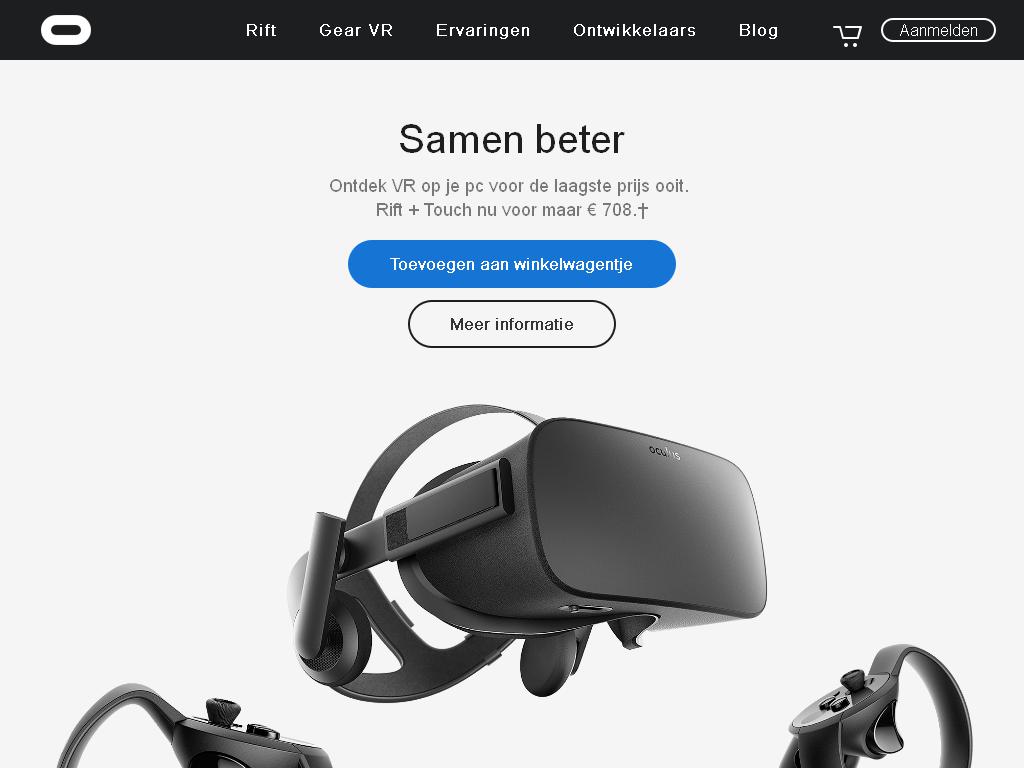 Rift Gear VR Ervaringen Ontwikkelaars Blog Aanmelden
Samen beter
Ontdek VR op je pc voor de laagste prijs ooit.
Rift + Touch nu voor maar € 708.†
Toevoegen aan winkelwagentje
Meer informatie
oculus